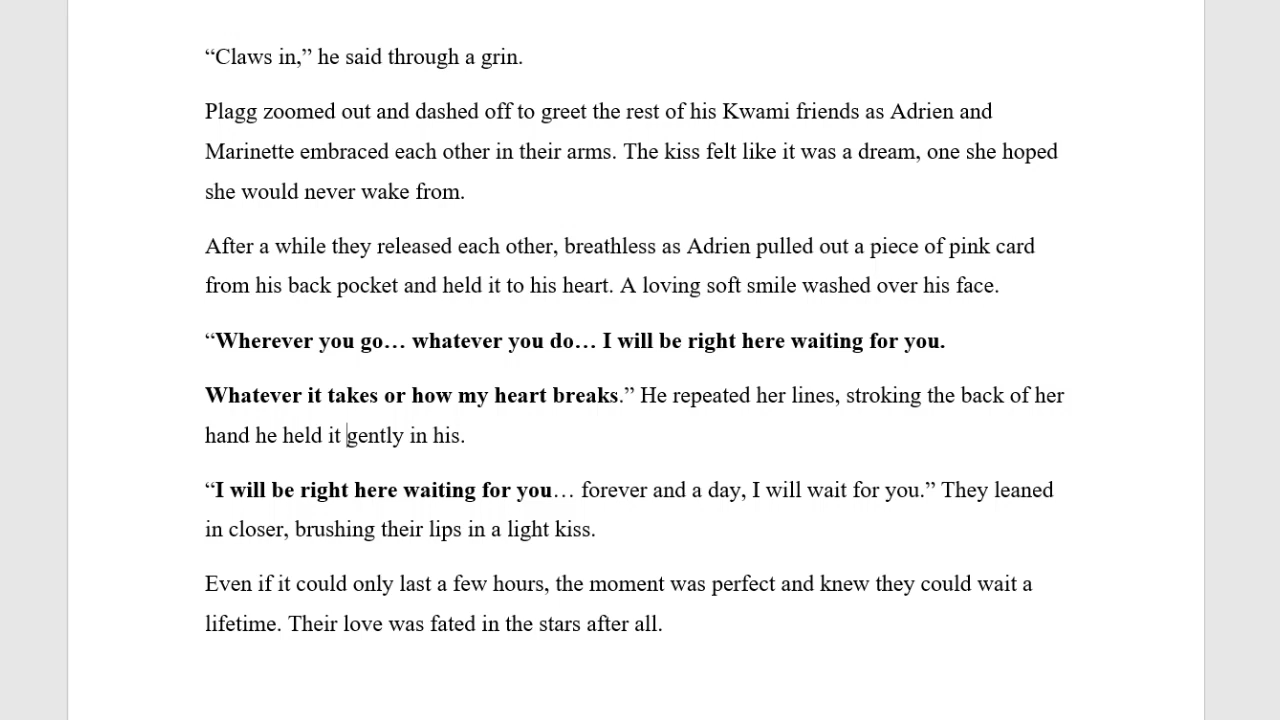 “Claws in,” he said through a grin.
Plagg zoomed out and dashed off to greet the rest of his Kwami friends as Adrien and
Marinette embraced each other in their arms. The kiss felt like it was a dream, one she hoped
she would never wake from.
After a while they released each other, breathless as Adrien pulled out a piece of pink card
from his back pocket and held it to his heart. A loving soft smile washed over his face.
“Wherever you go… whatever you do… I will be right here waiting for you.
Whatever it takes or how my heart breaks.” He repeated her lines, stroking the back of her
hand he held it gently in his.
“I will be right here waiting for you… forever and a day, I will wait for you.” They leaned
in closer, brushing their lips in a light kiss.
Even if it could only last a few hours, the moment was perfect and knew they could wait a
lifetime. Their love was fated in the stars after all.